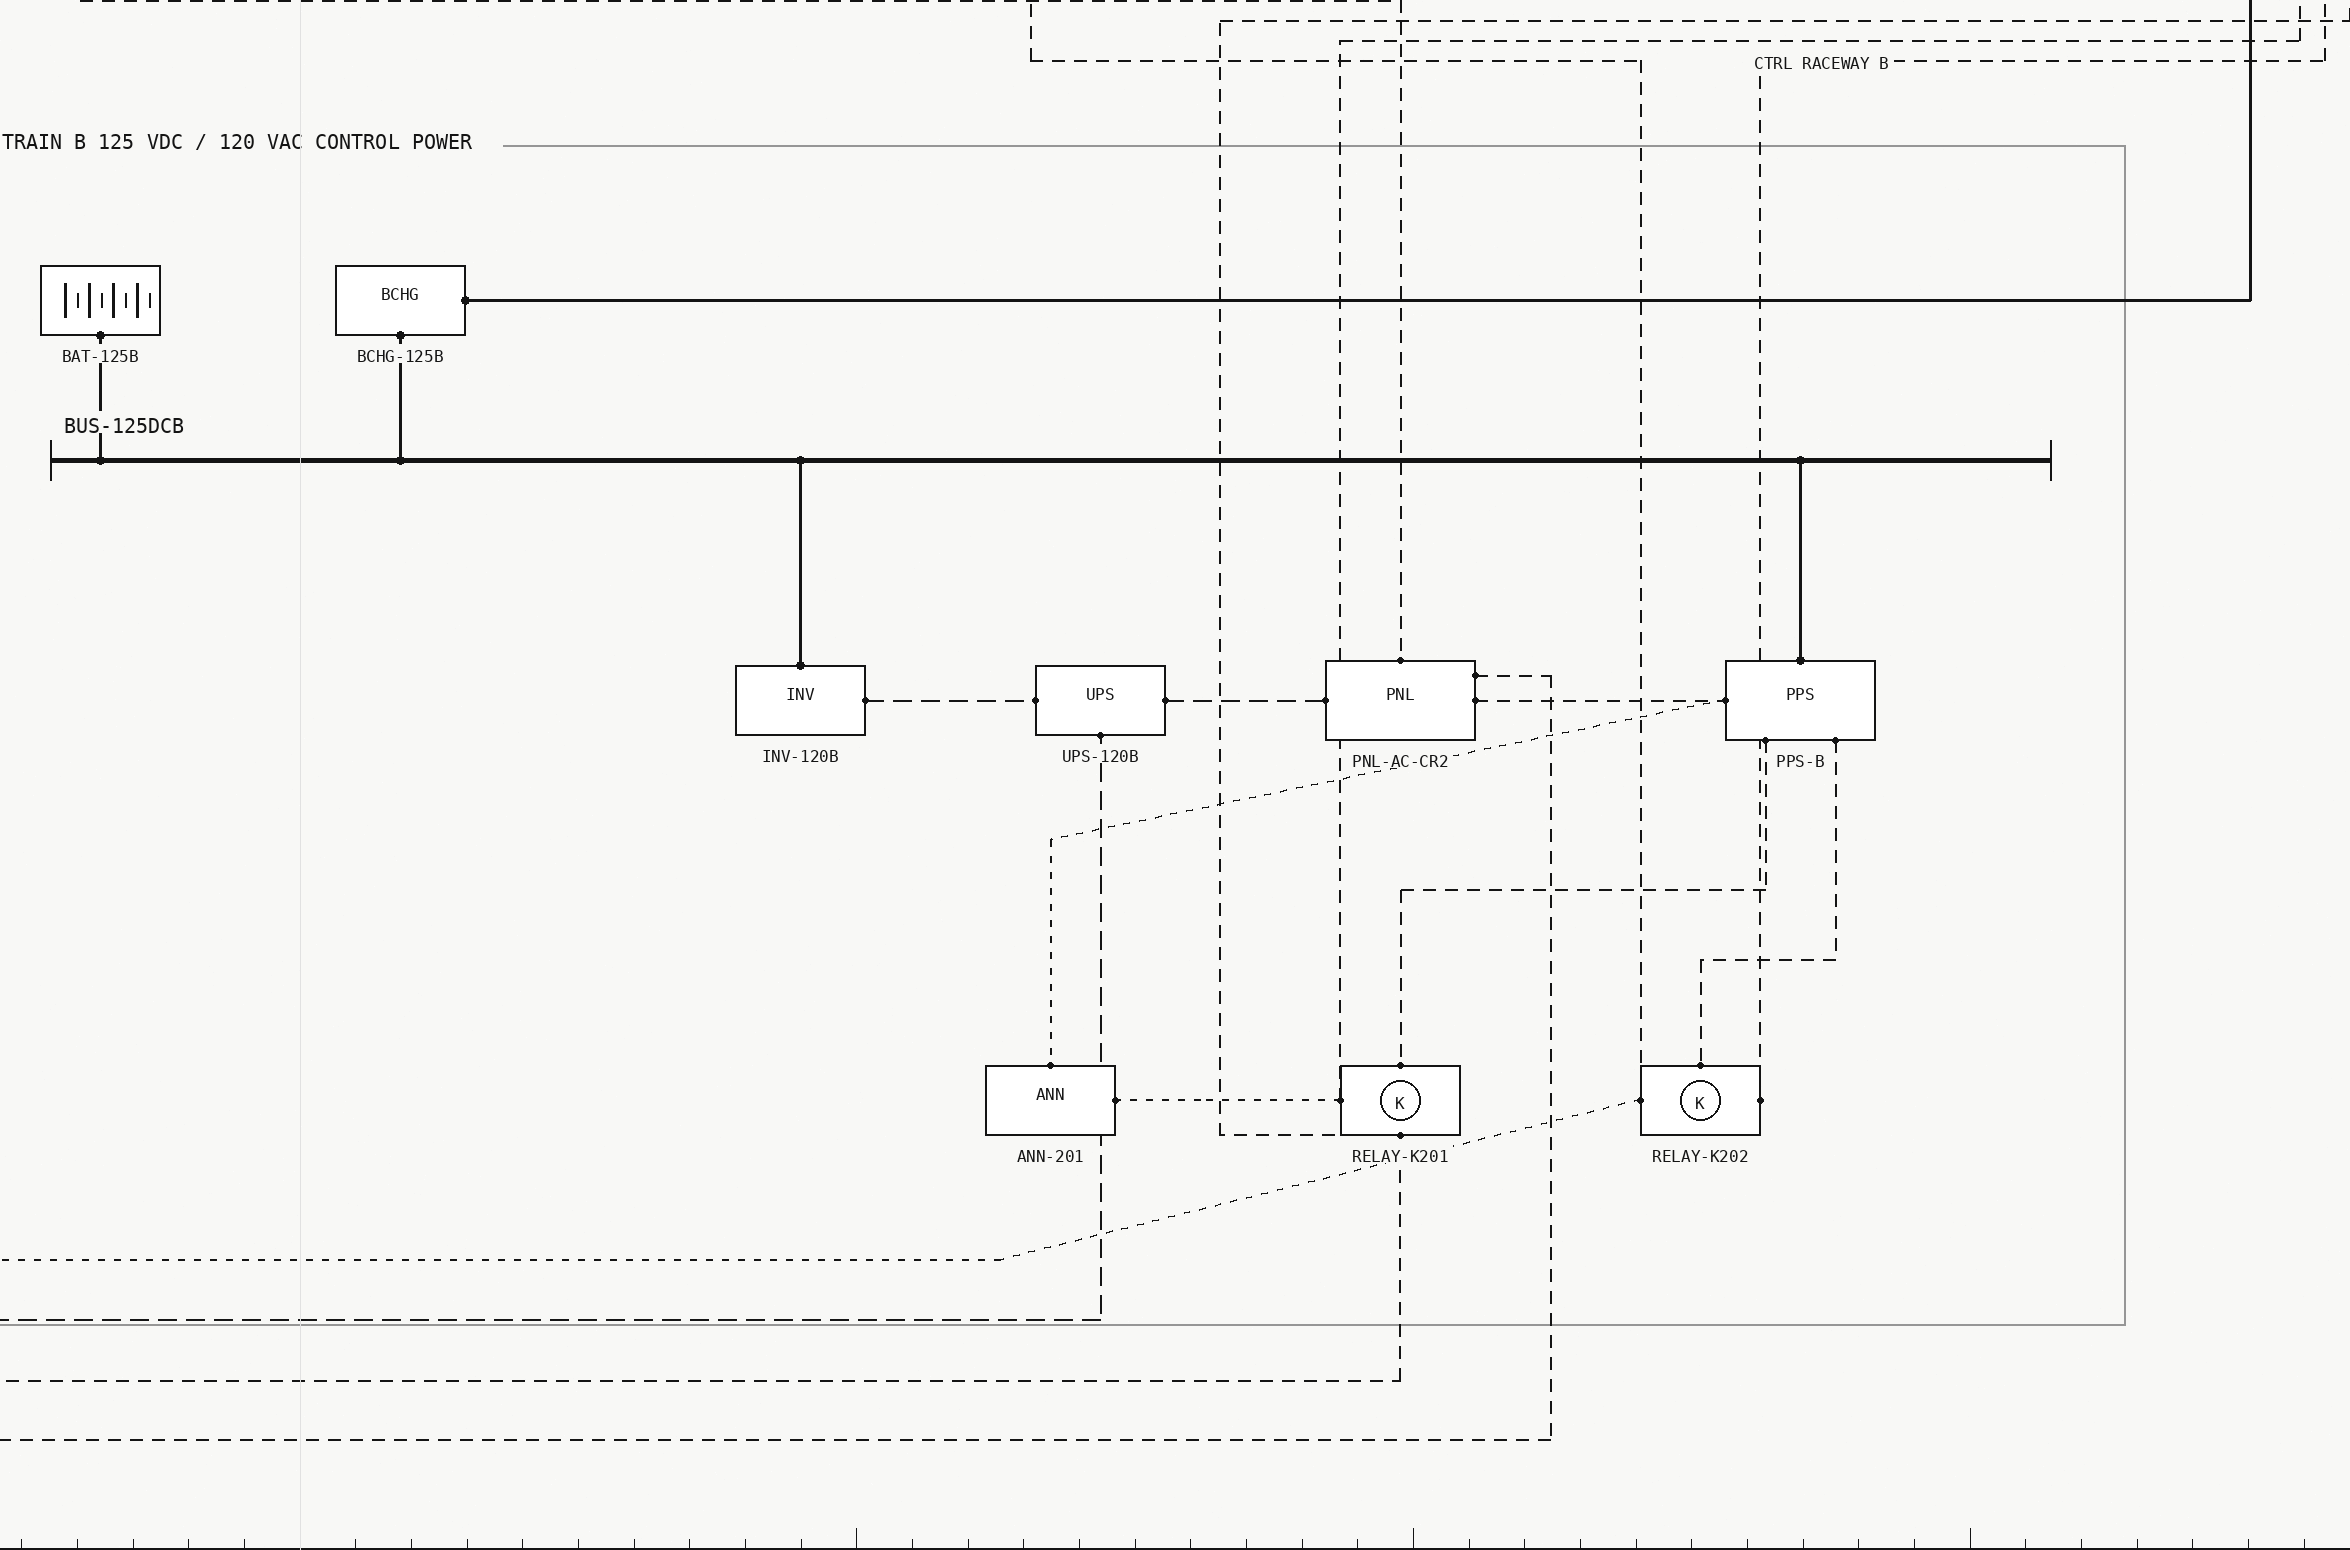 CTRL RACEWAY B
TRAIN B 125 VDC / 120 VAC CONTROL POWER
BCHG
BAT-125B
BCHG-125B
BUS-125DCB
INV
UPS
PNL
PPS
INV-120B
UPS-120B
PNL-AC-CR2
PPS-B
ANN
K
K
ANN-201
RELAY-K201
RELAY-K202